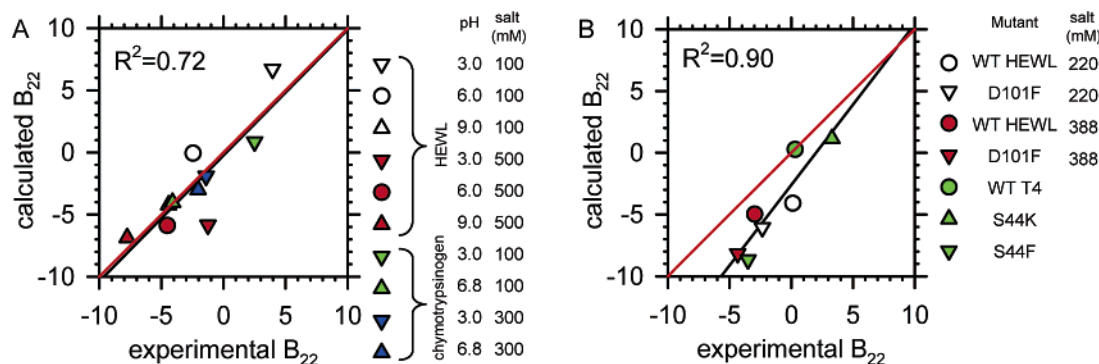 A
R²=0.72
calculated B₂₂
10
5
0
-5
-10
-10 -5 0 5 10
experimental B₂₂
pH salt (mM)
3.0 100
6.0 100
9.0 100
3.0 500
6.0 500
9.0 500
HEWL
3.0 100
6.8 100
3.0 300
6.8 300
chymotrypsinogen
B
R²=0.90
calculated B₂₂
10
5
0
-5
-10
-10 -5 0 5 10
experimental B₂₂
Mutant salt (mM)
WT HEWL 220
D101F 220
WT HEWL 388
D101F 388
WT T4
S44K
S44F